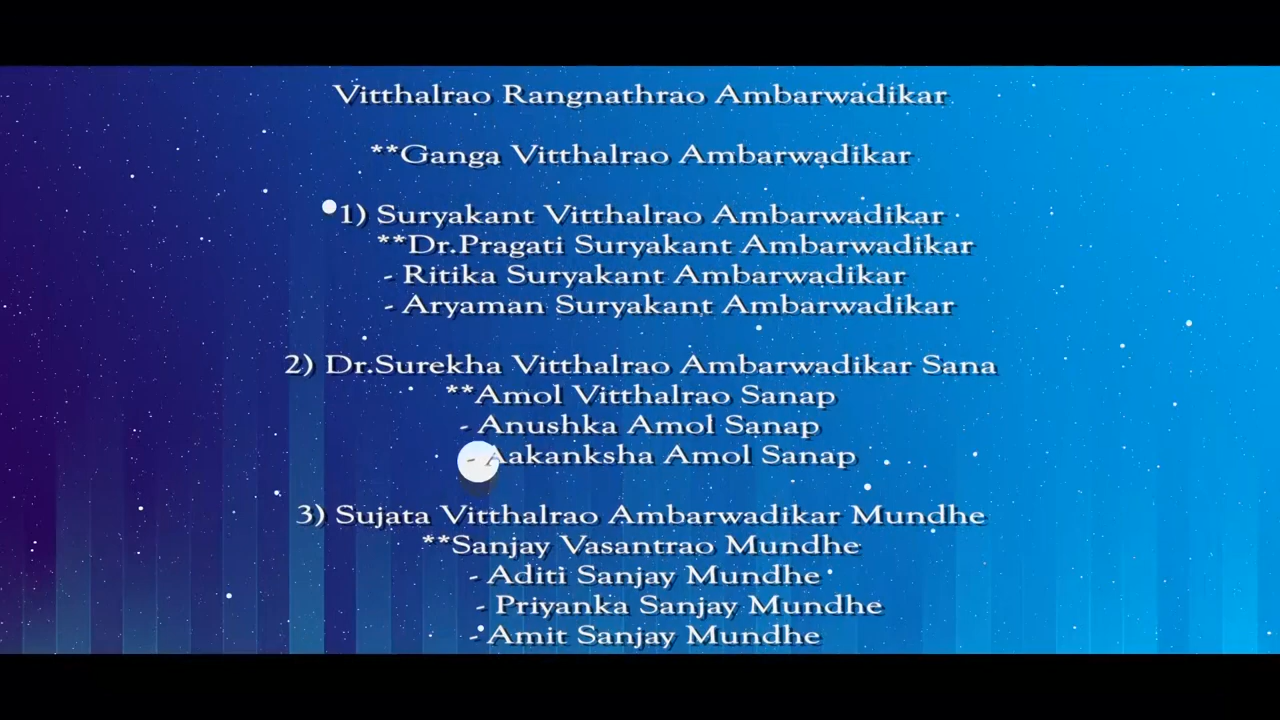 Vitthalrao Rangnathrao Ambarwadikar
**Ganga Vitthalrao Ambarwadikar
1) Suryakant Vitthalrao Ambarwadikar
**Dr.Pragati Suryakant Ambarwadikar
- Ritika Suryakant Ambarwadikar
- Aryaman Suryakant Ambarwadikar
2) Dr.Surekha Vitthalrao Ambarwadikar Sana
**Amol Vitthalrao Sanap
- Anushka Amol Sanap
- Aakanksha Amol Sanap
3) Sujata Vitthalrao Ambarwadikar Mundhe
**Sanjay Vasantrao Mundhe
- Aditi Sanjay Mundhe
- Priyanka Sanjay Mundhe
- Amit Sanjay Mundhe